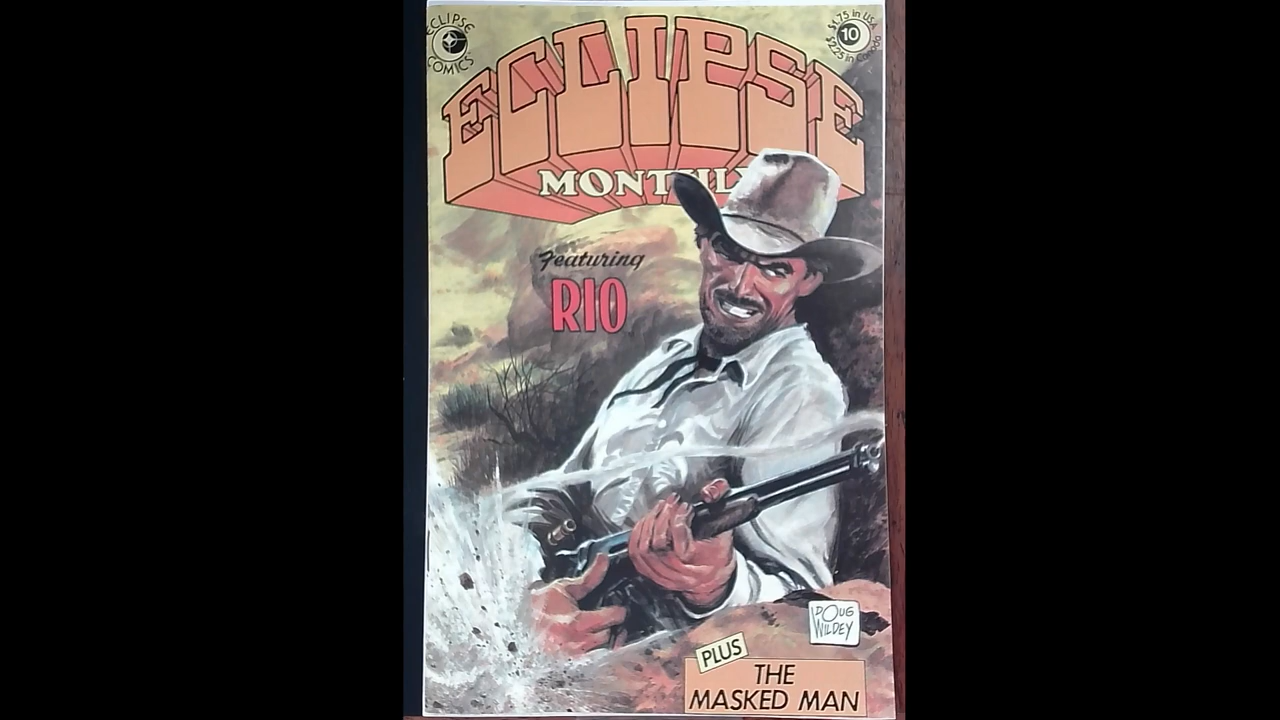 ECLIPSE
COMICS
$1.75 in USA
10
$2.25 in Canada
ECLIPSE
MONTHLY
Featuring
RIO
DOUG
WILDEY
PLUS
THE
MASKED MAN